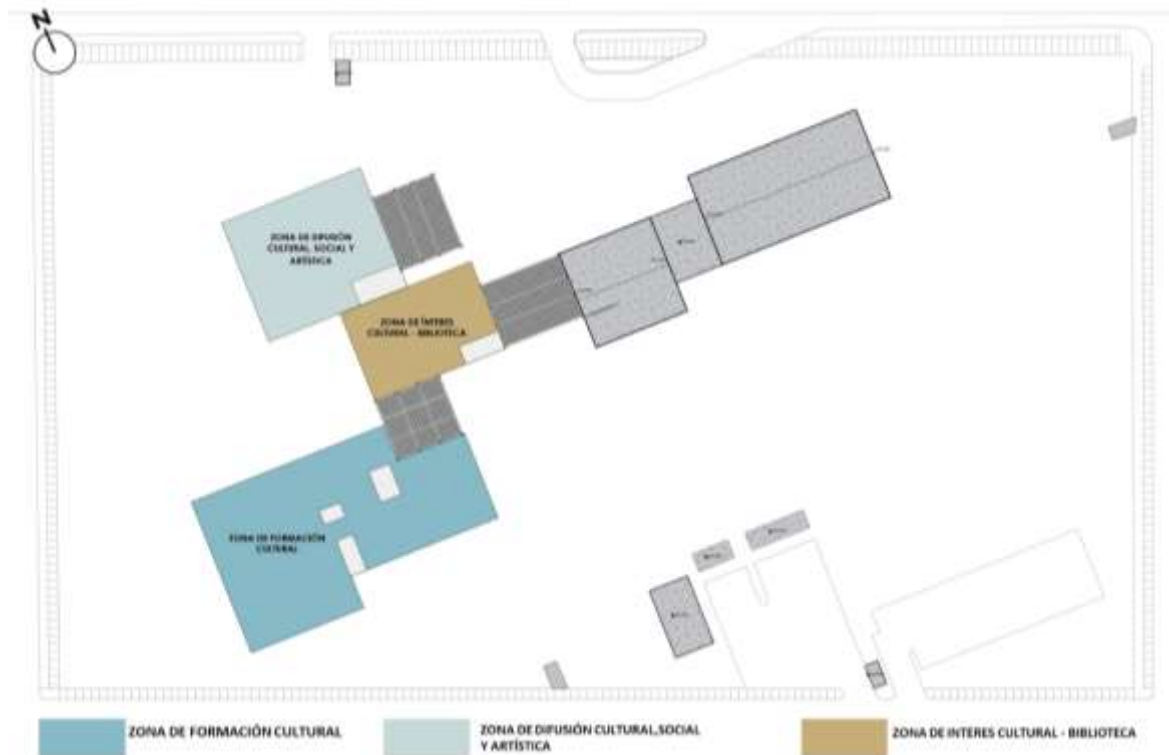 N
ZONA DE DIFUSIÓN
CULTURAL, SOCIAL Y
ARTÍSTICA
ZONA DE ÍNTERES
CULTURAL - BIBLIOTECA
ZONA DE FORMACIÓN
CULTURAL
ZONA DE FORMACIÓN CULTURAL
ZONA DE DIFUSIÓN CULTURAL,SOCIAL
Y ARTÍSTICA
ZONA DE INTERES CULTURAL - BIBLIOTECA